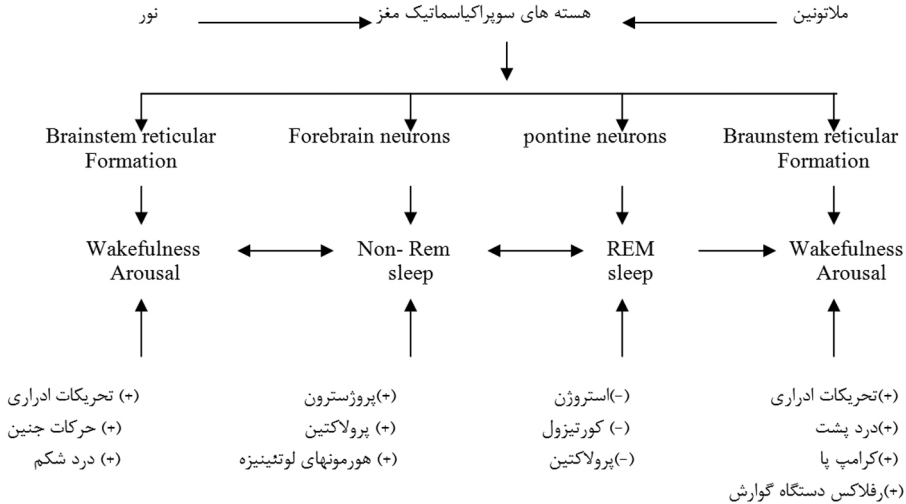 نور
هسته های سوپراکیاسماتیک مغز
ملاتونین
Brainstem reticular
Formation
Forebrain neurons
pontine neurons
Braunstem reticular
Formation
Wakefulness
Arousal
Non- Rem
sleep
REM
sleep
Wakefulness
Arousal
(+) تحریکات ادراری
(+) حرکات جنین
(+) درد شکم
(+)پروژسترون
(+) پرولاکتین
(+) هورمونهای لوتئینیزه
(-)استروژن
(-) کورتیزول
(-)پرولاکتین
(+)تحریکات ادراری
(+)درد پشت
(+)کرامپ پا
(+)رفلاکس دستگاه گوارش